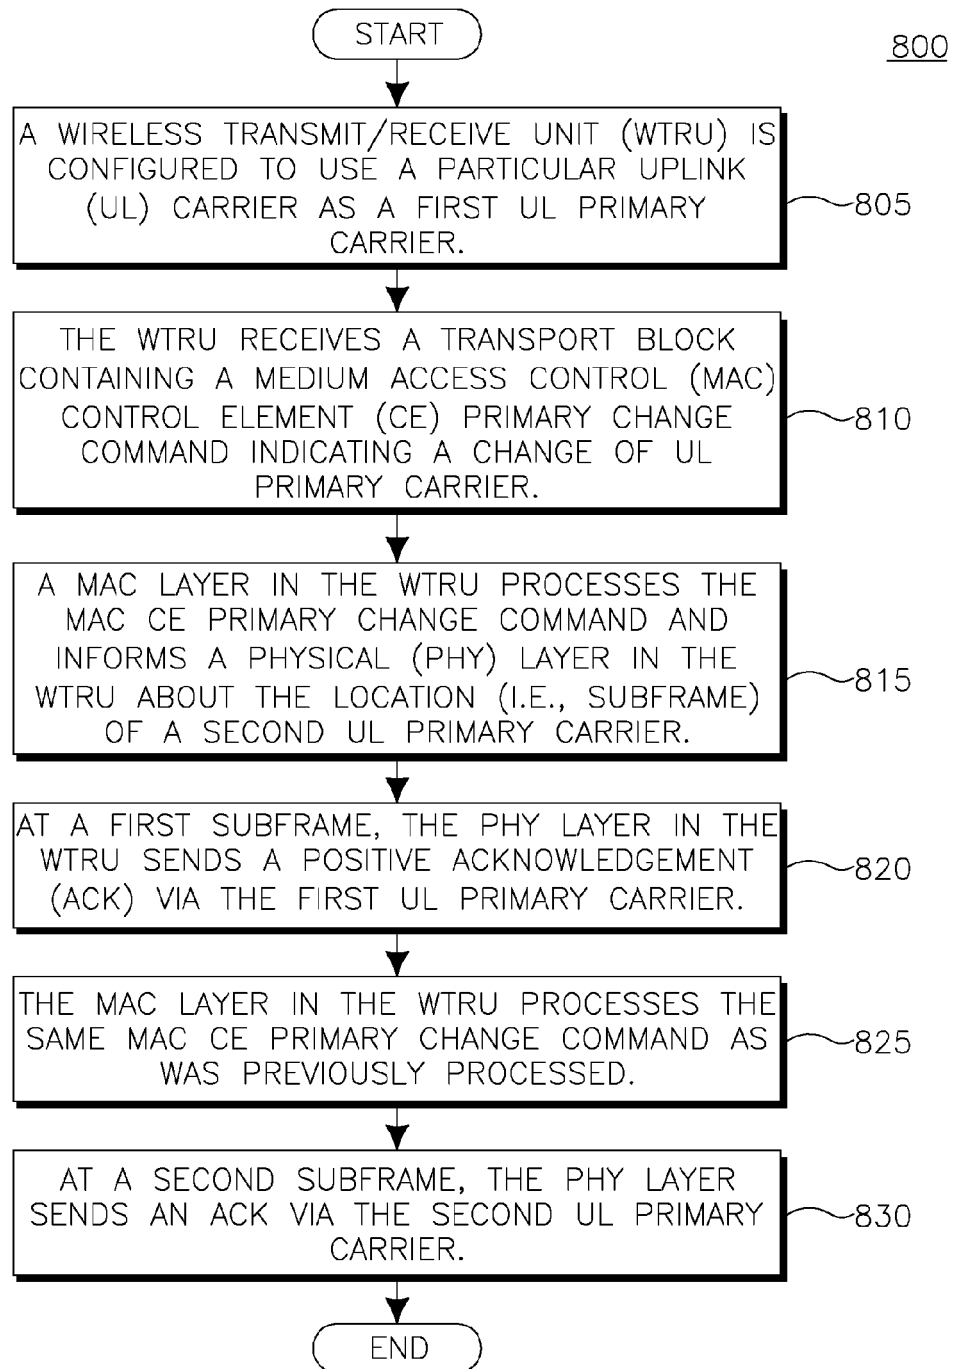 START
800
A WIRELESS TRANSMIT/RECEIVE UNIT (WTRU) IS
CONFIGURED TO USE A PARTICULAR UPLINK
(UL) CARRIER AS A FIRST UL PRIMARY
CARRIER.
805
THE WTRU RECEIVES A TRANSPORT BLOCK
CONTAINING A MEDIUM ACCESS CONTROL (MAC)
CONTROL ELEMENT (CE) PRIMARY CHANGE
COMMAND INDICATING A CHANGE OF UL
PRIMARY CARRIER.
810
A MAC LAYER IN THE WTRU PROCESSES THE
MAC CE PRIMARY CHANGE COMMAND AND
INFORMS A PHYSICAL (PHY) LAYER IN THE
WTRU ABOUT THE LOCATION (I.E., SUBFRAME)
OF A SECOND UL PRIMARY CARRIER.
815
AT A FIRST SUBFRAME, THE PHY LAYER IN THE
WTRU SENDS A POSITIVE ACKNOWLEDGEMENT
(ACK) VIA THE FIRST UL PRIMARY CARRIER.
820
THE MAC LAYER IN THE WTRU PROCESSES THE
SAME MAC CE PRIMARY CHANGE COMMAND AS
WAS PREVIOUSLY PROCESSED.
825
AT A SECOND SUBFRAME, THE PHY LAYER
SENDS AN ACK VIA THE SECOND UL PRIMARY
CARRIER.
830
END